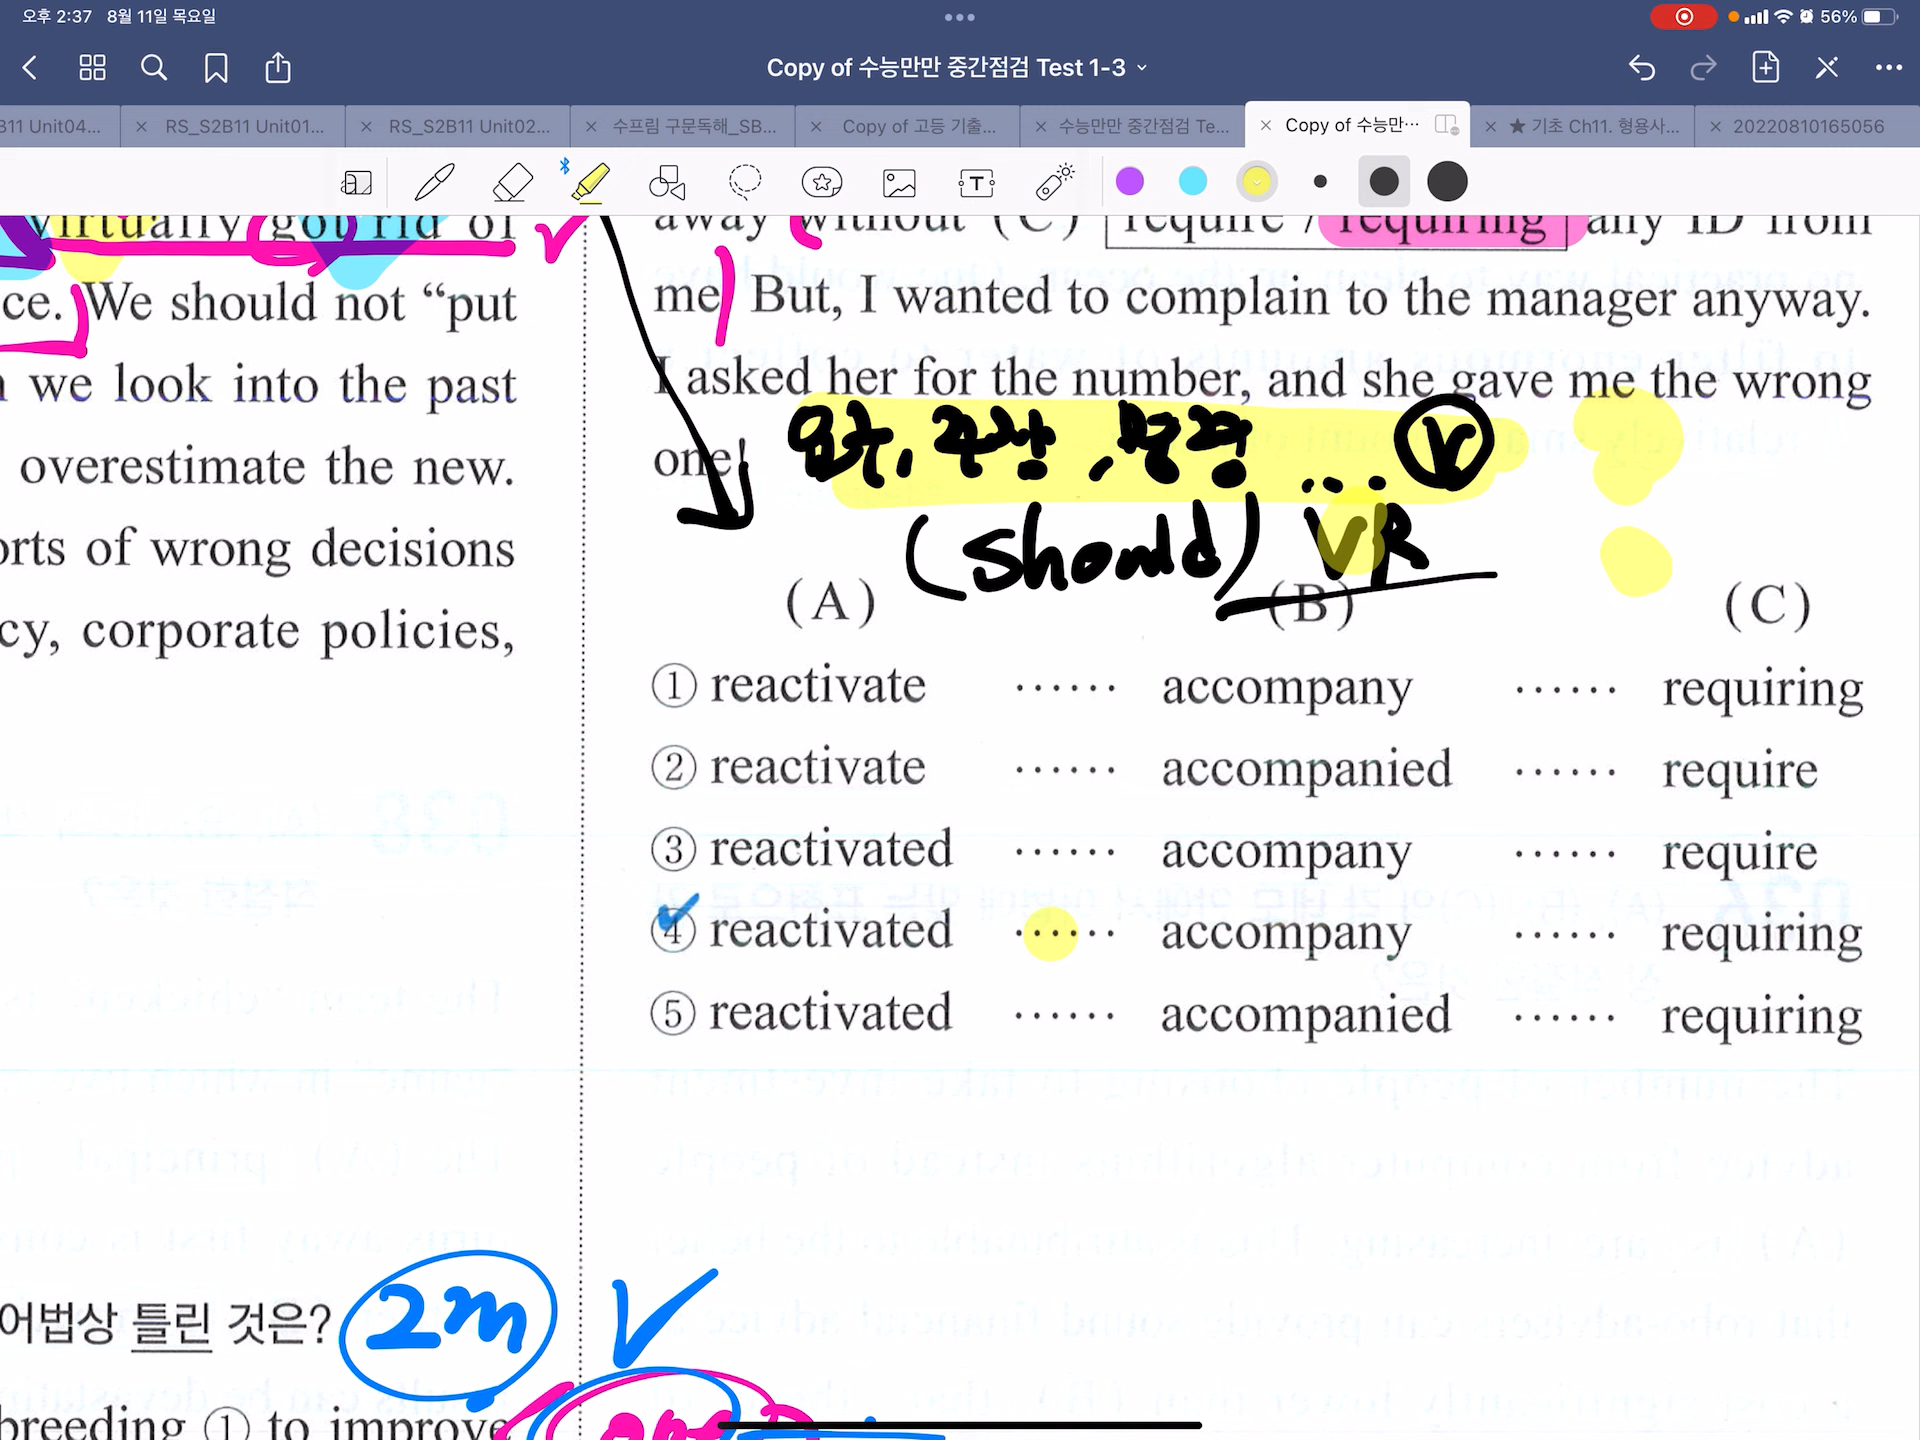 오후 2:37 8월 11일 목요일
56%
Copy of 수능만만 중간점검 Test 1-3
311 Unit04...
RS_S2B11 Unit01...
RS_S2B11 Unit02...
수프림 구문독해_SB...
Copy of 고등 기출...
수능만만 중간점검 Te...
Copy of 수능만...
★ 기초 Ch11. 형용사...
20220810165056
virtually got rid of
ce. We should not “put
we look into the past
overestimate the new.
orts of wrong decisions
cy, corporate policies,
어법상 틀린 것은? 2m
breeding ① to improve
away without (C) require / requiring any ID from
me. But, I wanted to complain to the manager anyway.
I asked her for the number, and she gave me the wrong
one!
요구, 주장, 명령 ... V
(should) VR
(A) (B) (C)
① reactivate ······ accompany ······ requiring
② reactivate ······ accompanied ······ require
③ reactivated ······ accompany ······ require
④ reactivated ······ accompany ······ requiring
⑤ reactivated ······ accompanied ······ requiring